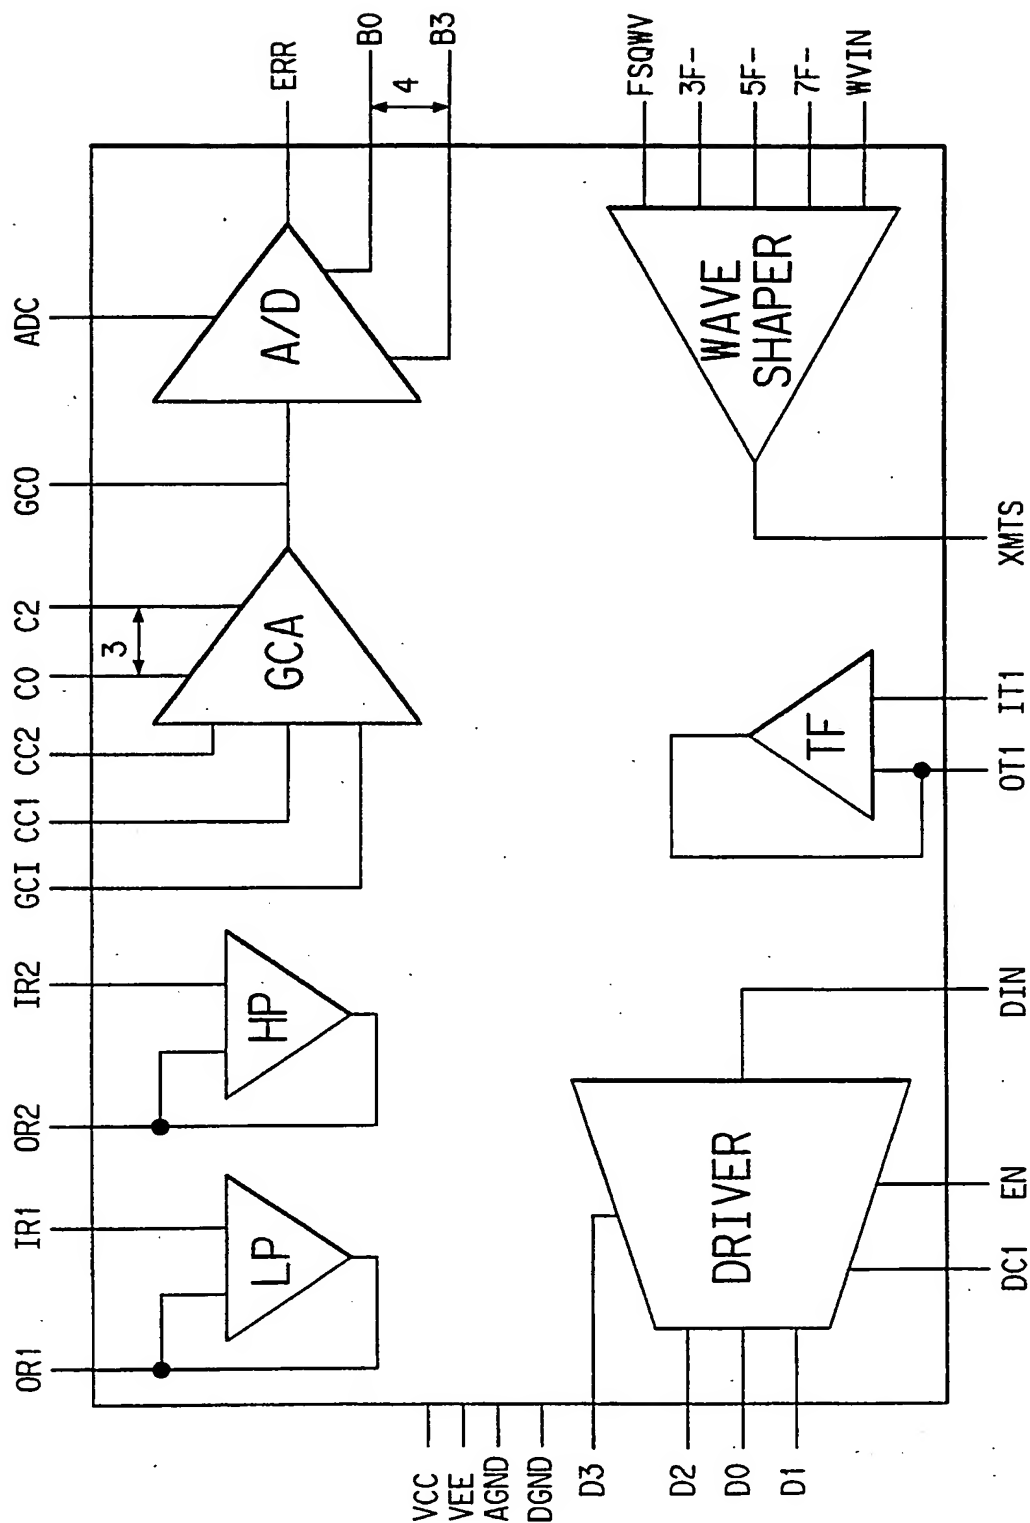 OR1
IR1
OR2
IR2
GCI
CC1
CC2
C0
C2
GCO
ADC
3
LP
HP
GCA
A/D
ERR
B0
4
B3
VCC
VEE
AGND
DGND
D3
D2
D0
D1
DRIVER
TF
WAVE
SHAPER
FSQWV
3F-
5F-
7F-
WVIN
DC1
EN
DIN
OT1
IT1
XMTS